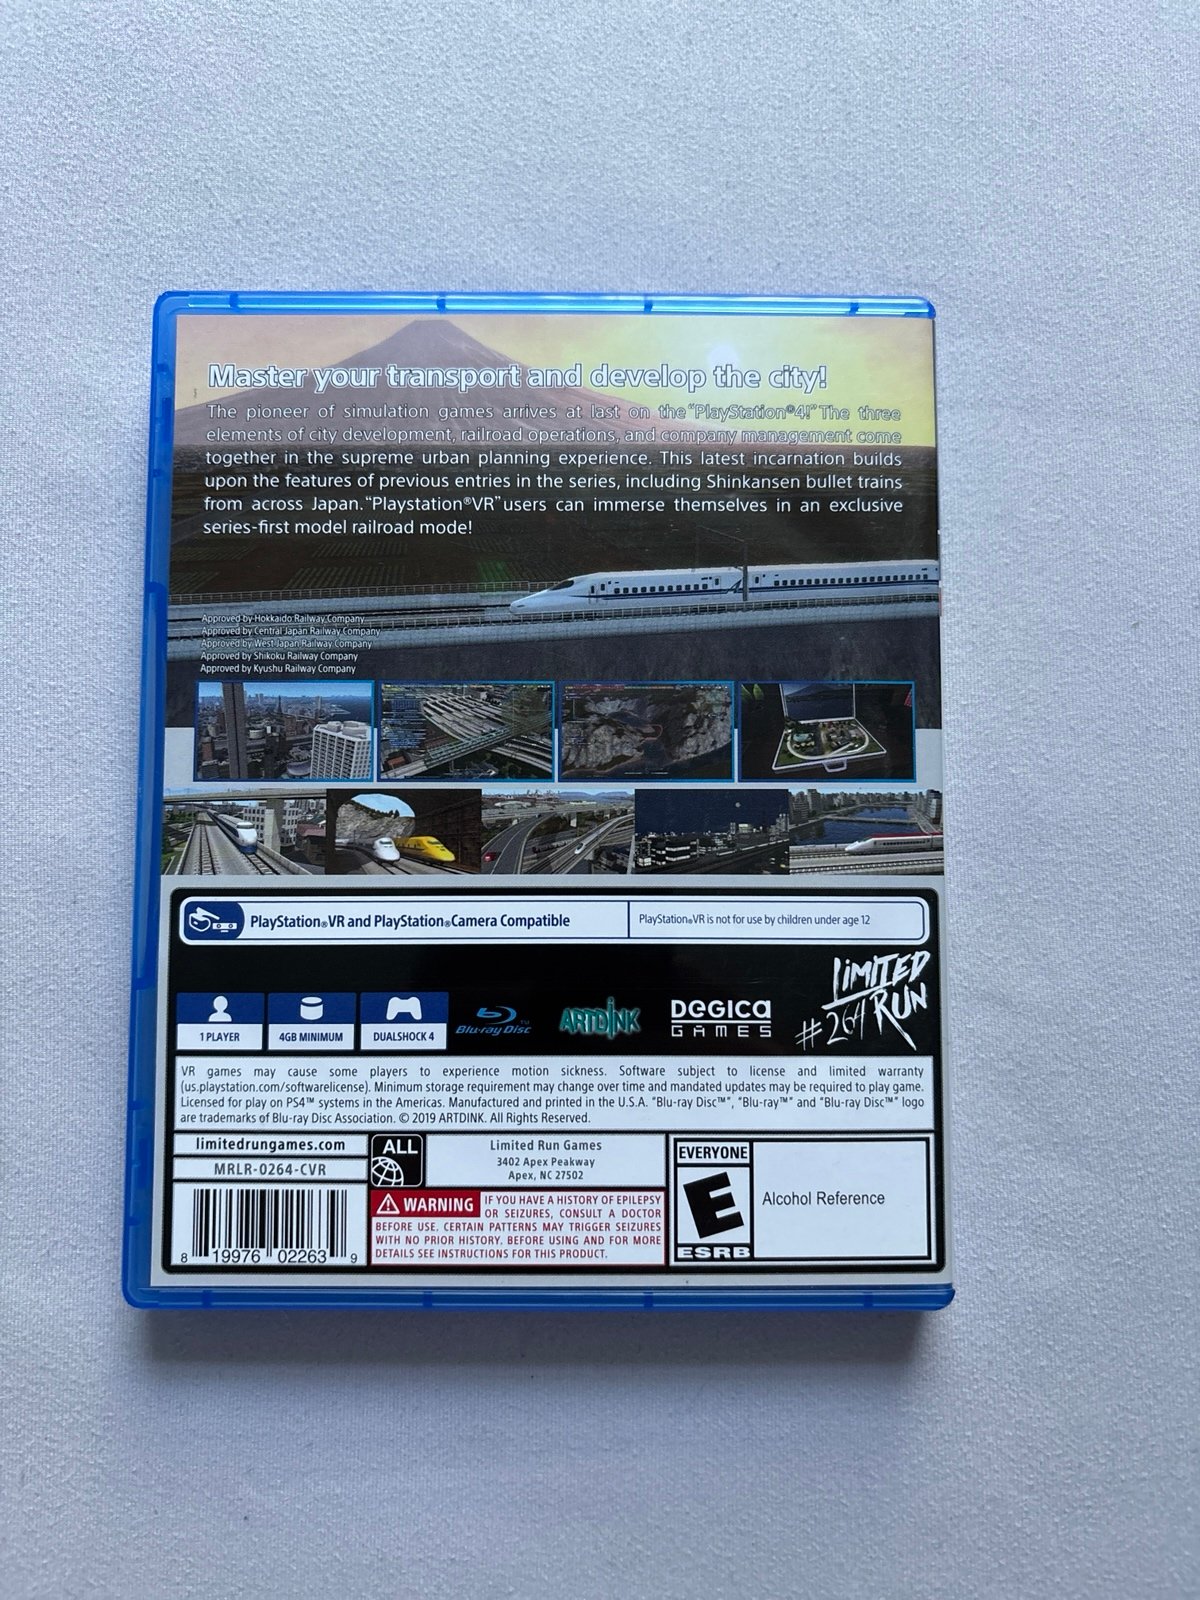 Master your transport and develop the city!
The pioneer of simulation games arrives at last on the “PlayStation®4!” The three
elements of city development, railroad operations, and company management come
together in the supreme urban planning experience. This latest incarnation builds
upon the features of previous entries in the series, including Shinkansen bullet trains
from across Japan. “Playstation®VR” users can immerse themselves in an exclusive
series-first model railroad mode!
Approved by Hokkaido Railway Company
Approved by Central Japan Railway Company
Approved by West Japan Railway Company
Approved by Shikoku Railway Company
Approved by Kyushu Railway Company
PlayStation®VR and PlayStation®Camera Compatible
PlayStation®VR is not for use by children under age 12
LIMITED
RUN
#264
1 PLAYER
4GB MINIMUM
DUALSHOCK 4
Blu-ray Disc™
ARTDINK
DEGICA
GAMES
VR games may cause some players to experience motion sickness. Software subject to license and limited warranty
(us.playstation.com/softwarelicense). Minimum storage requirement may change over time and mandated updates may be required to play game.
Licensed for play on PS4™ systems in the Americas. Manufactured and printed in the U.S.A. “Blu-ray Disc™”, “Blu-ray™” and “Blu-ray Disc™” logo
are trademarks of Blu-ray Disc Association. © 2019 ARTDINK. All Rights Reserved.
limitedrungames.com
MRLR-0264-CVR
8 19976 02263 9
ALL
Limited Run Games
3402 Apex Peakway
Apex, NC 27502
WARNING IF YOU HAVE A HISTORY OF EPILEPSY
OR SEIZURES, CONSULT A DOCTOR
BEFORE USE. CERTAIN PATTERNS MAY TRIGGER SEIZURES
WITH NO PRIOR HISTORY. BEFORE USING AND FOR MORE
DETAILS SEE INSTRUCTIONS FOR THIS PRODUCT.
EVERYONE
E
ESRB
Alcohol Reference